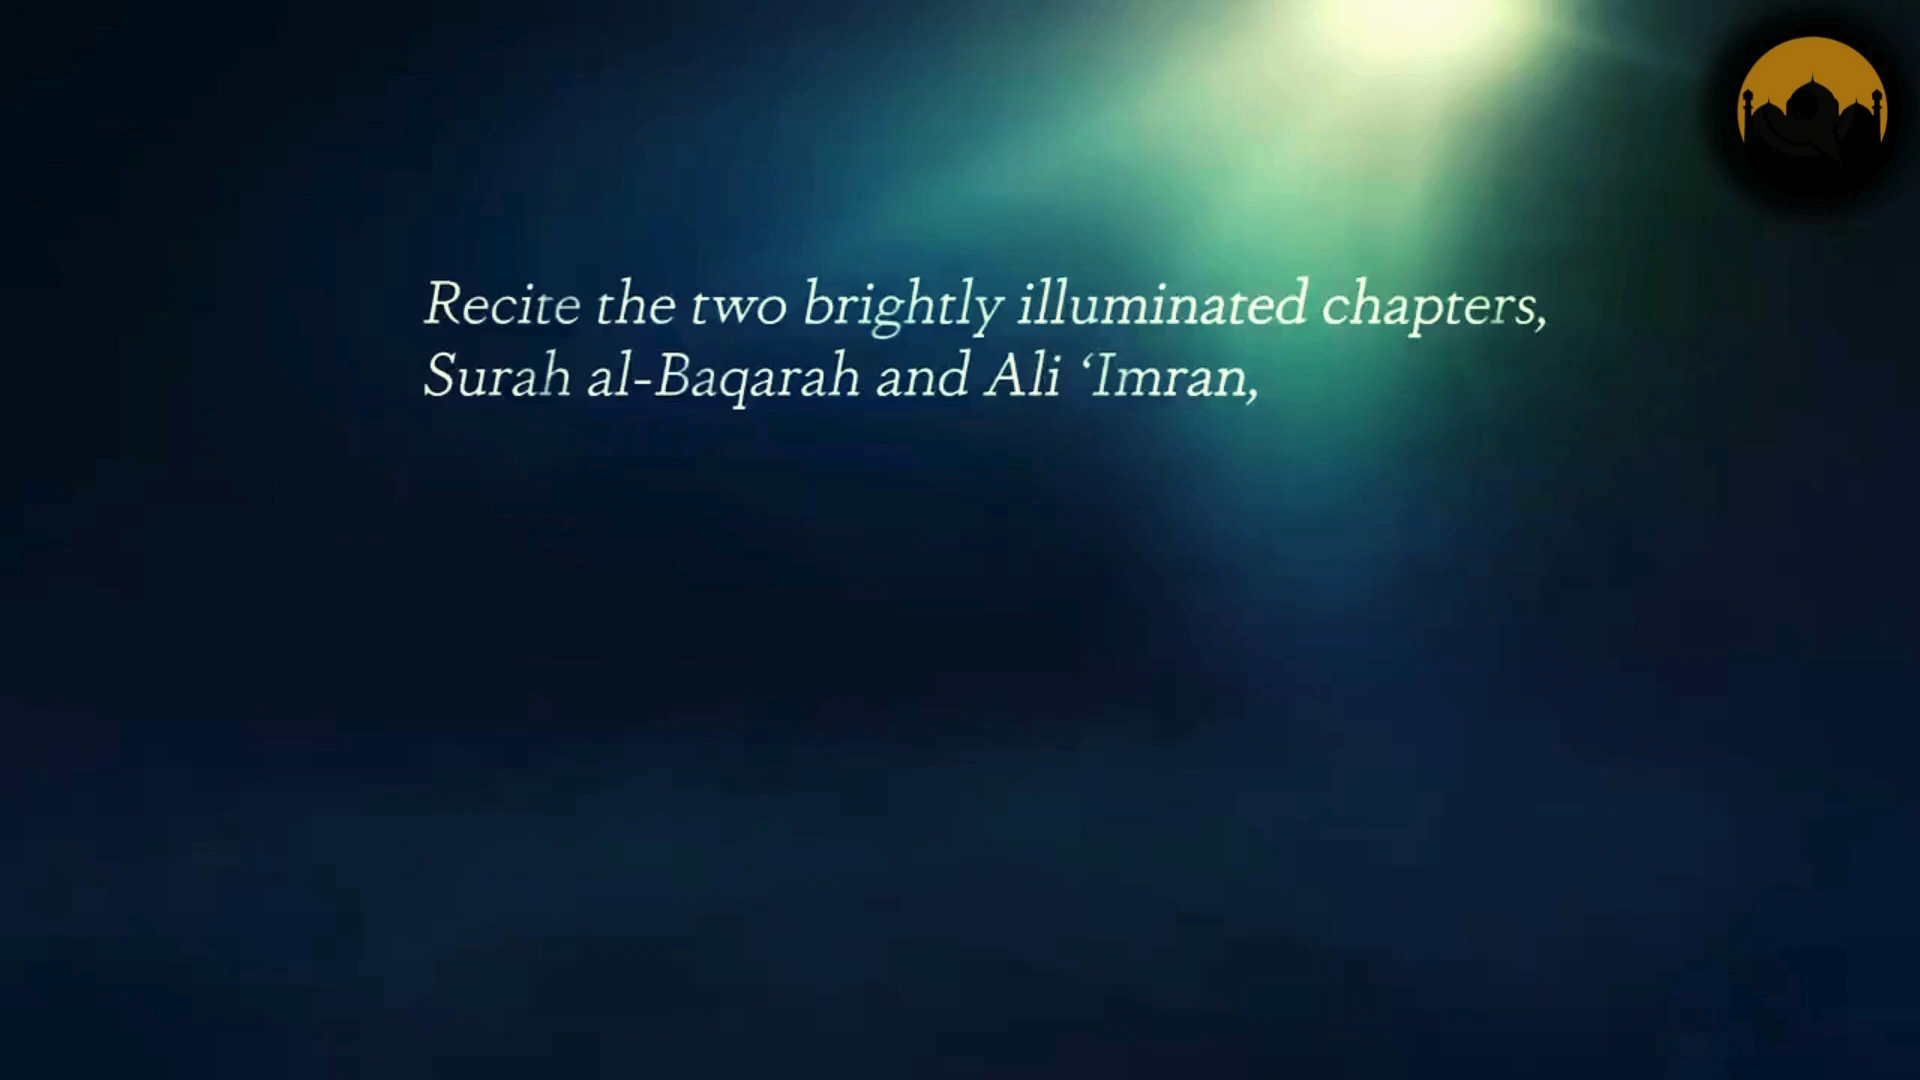 Recite the two brightly illuminated chapters,
Surah al-Baqarah and Ali ‘Imran,